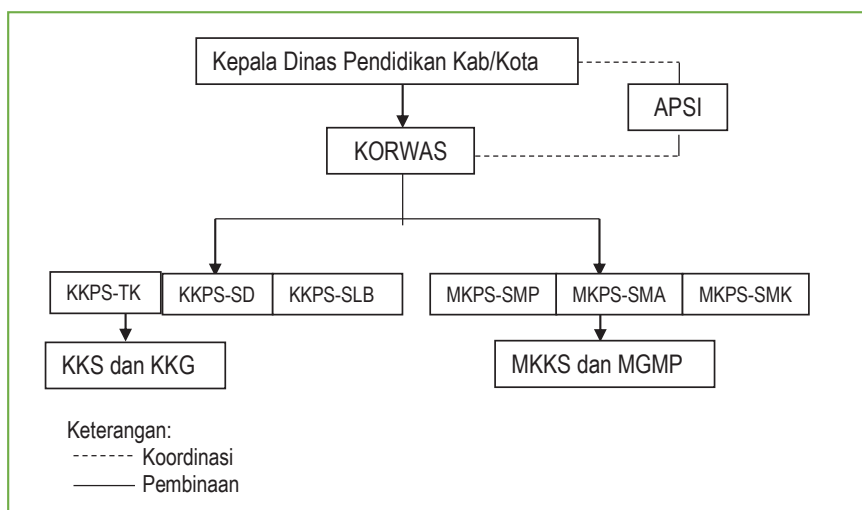 Kepala Dinas Pendidikan Kab/Kota
APSI
KORWAS
KKPS-TK
KKPS-SD
KKPS-SLB
MKPS-SMP
MKPS-SMA
MKPS-SMK
KKS dan KKG
MKKS dan MGMP
Keterangan:
Koordinasi
Pembinaan